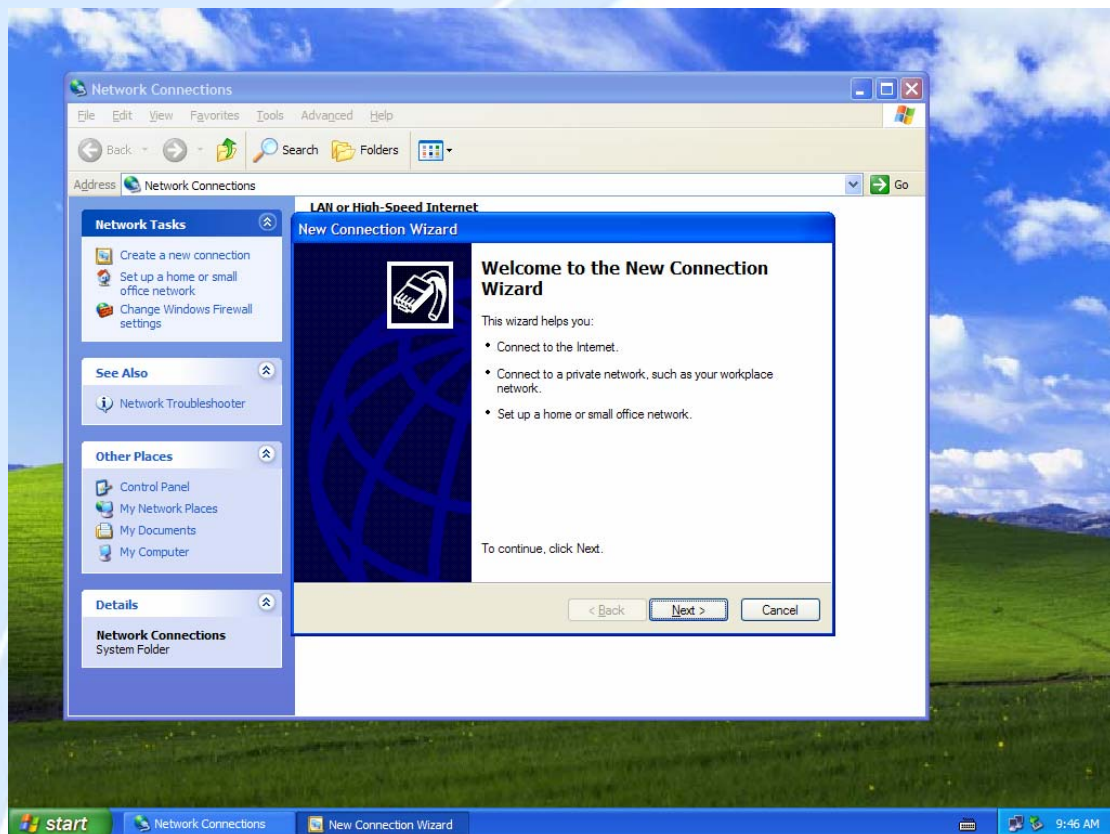 Network Connections
File Edit View Favorites Tools Advanced Help
Back Search Folders
Address Network Connections Go
LAN or High-Speed Internet
Network Tasks
Create a new connection
Set up a home or small
office network
Change Windows Firewall
settings
See Also
Network Troubleshooter
Other Places
Control Panel
My Network Places
My Documents
My Computer
Details
Network Connections
System Folder
New Connection Wizard
Welcome to the New Connection
Wizard
This wizard helps you:
• Connect to the Internet.
• Connect to a private network, such as your workplace
network.
• Set up a home or small office network.
To continue, click Next.
< Back Next > Cancel
start Network Connections New Connection Wizard 9:46 AM